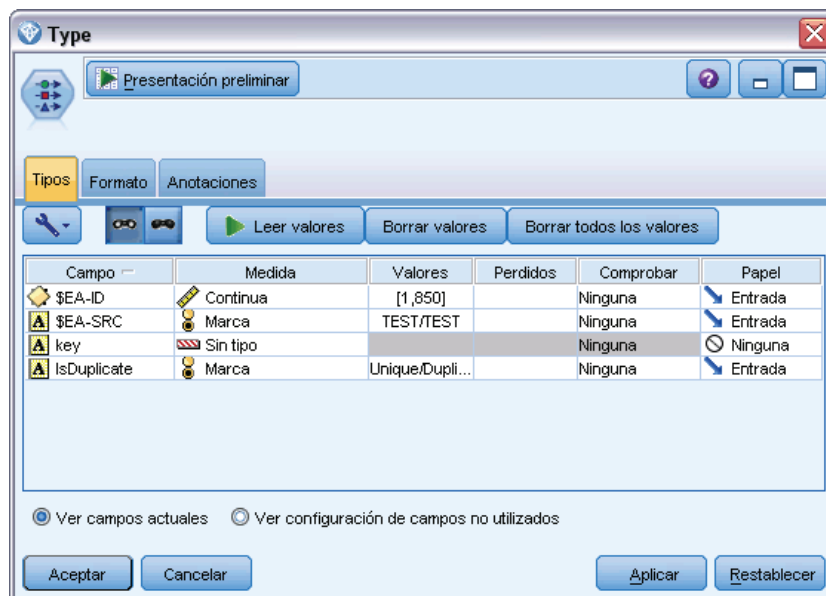 Type
Presentación preliminar
Tipos Formato Anotaciones
Leer valores Borrar valores Borrar todos los valores
Campo Medida Valores Perdidos Comprobar Papel
$EA-ID Continua [1,850] Ninguna Entrada
A $EA-SRC Marca TEST/TEST Ninguna Entrada
A key Sin tipo Ninguna Ninguna
A IsDuplicate Marca Unique/Dupli... Ninguna Entrada
Ver campos actuales Ver configuración de campos no utilizados
Aceptar Cancelar Aplicar Restablecer